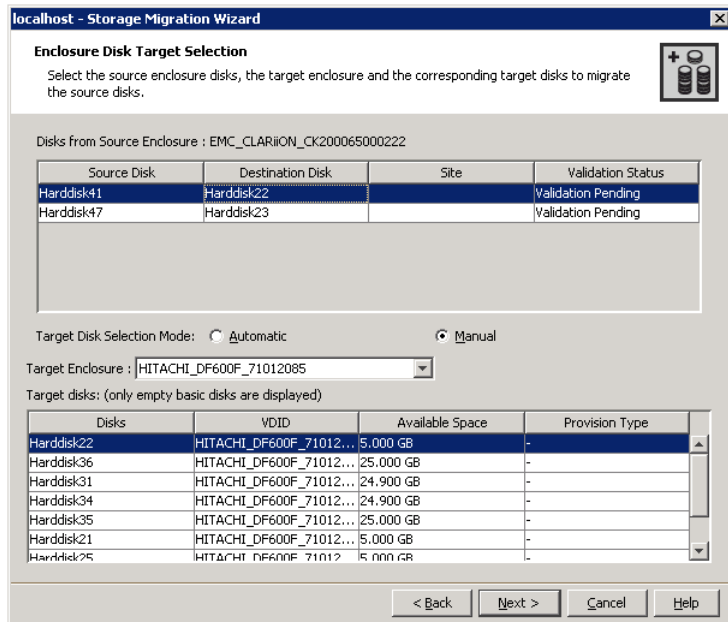 localhost - Storage Migration Wizard
Enclosure Disk Target Selection
Select the source enclosure disks, the target enclosure and the corresponding target disks to migrate
the source disks.
Disks from Source Enclosure : EMC_CLARiiON_CK200065000222
Source Disk Destination Disk Site Validation Status
Harddisk41 Harddisk22 Validation Pending
Harddisk47 Harddisk23 Validation Pending
Target Disk Selection Mode: Automatic Manual
Target Enclosure : HITACHI_DF600F_71012085
Target disks: (only empty basic disks are displayed)
Disks VDID Available Space Provision Type
Harddisk22 HITACHI_DF600F_71012... 5.000 GB -
Harddisk36 HITACHI_DF600F_71012... 25.000 GB -
Harddisk31 HITACHI_DF600F_71012... 24.900 GB -
Harddisk34 HITACHI_DF600F_71012... 24.900 GB -
Harddisk35 HITACHI_DF600F_71012... 25.000 GB -
Harddisk21 HITACHI_DF600F_71012... 5.000 GB -
Harddisk25 HITACHI_DF600F_71012... 5.000 GB -
< Back Next > Cancel Help